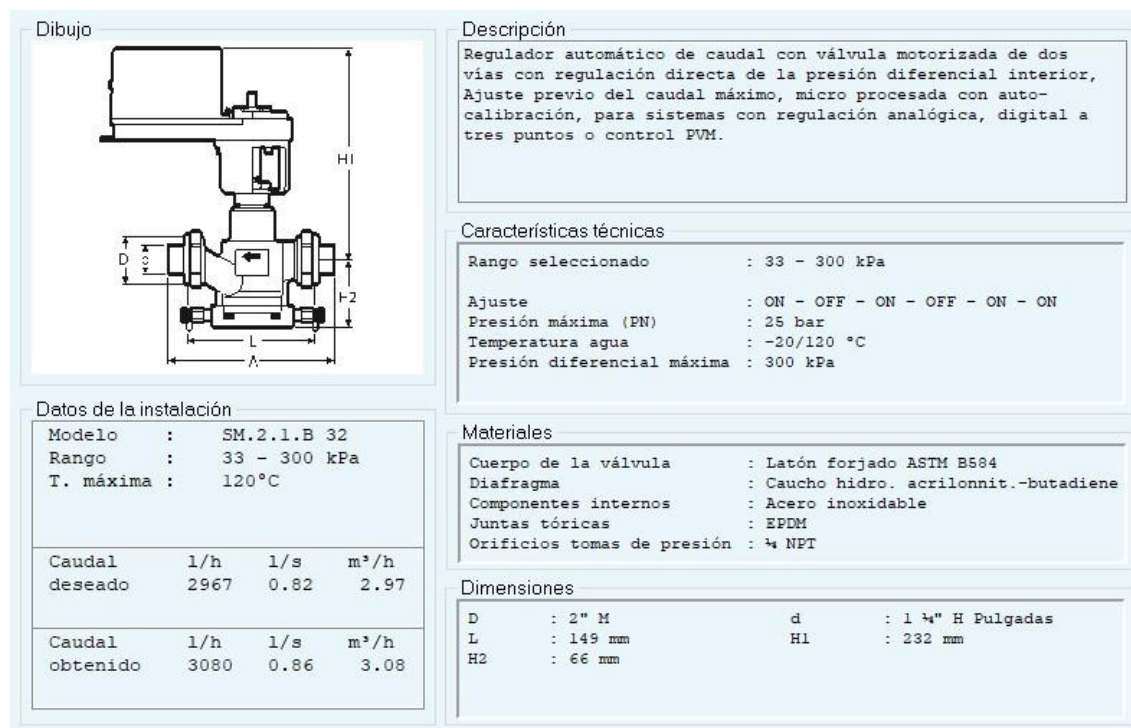 Dibujo
H1
D
H2
L
A
Descripción
Regulador automático de caudal con válvula motorizada de dos
vías con regulación directa de la presión diferencial interior,
Ajuste previo del caudal máximo, micro procesada con auto-
calibración, para sistemas con regulación analógica, digital a
tres puntos o control PVM.
Características técnicas
Rango seleccionado : 33 - 300 kPa
Ajuste : ON - OFF - ON - OFF - ON - ON
Presión máxima (PN) : 25 bar
Temperatura agua : -20/120 °C
Presión diferencial máxima : 300 kPa
Datos de la instalación
Modelo : SM.2.1.B 32
Rango : 33 - 300 kPa
T. máxima : 120°C
Caudal l/h l/s m³/h
deseado 2967 0.82 2.97
Caudal l/h l/s m³/h
obtenido 3080 0.86 3.08
Materiales
Cuerpo de la válvula : Latón forjado ASTM B584
Diafragma : Caucho hidro. acrilonnit.-butadiene
Componentes internos : Acero inoxidable
Juntas tóricas : EPDM
Orificios tomas de presión : ¼ NPT
Dimensiones
D : 2" M d : 1 ¼" H Pulgadas
L : 149 mm H1 : 232 mm
H2 : 66 mm